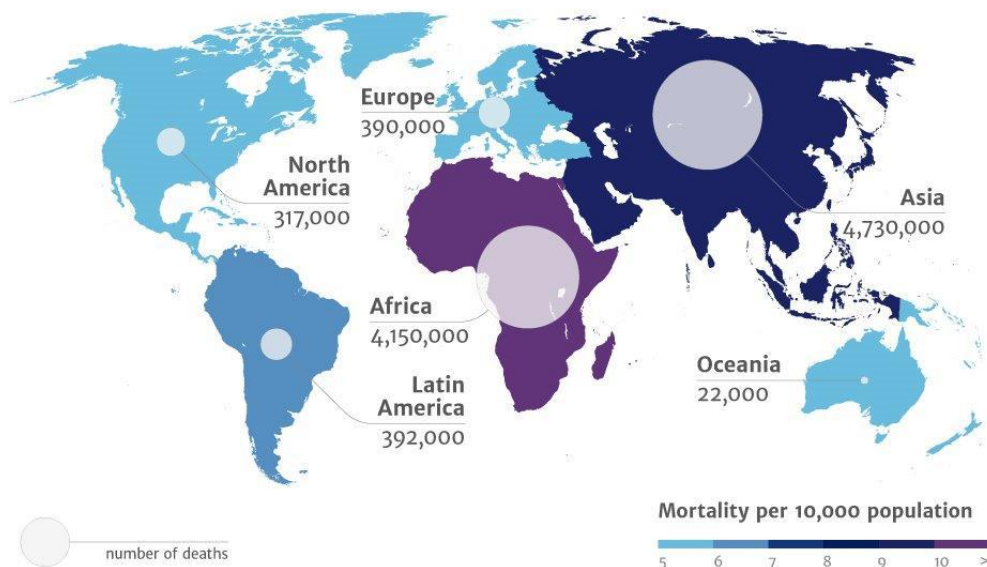 Europe
390,000
North
America
317,000
Asia
4,730,000
Africa
4,150,000
Oceania
22,000
Latin
America
392,000
Mortality per 10,000 population
number of deaths
5 6 7 8 9 10 >